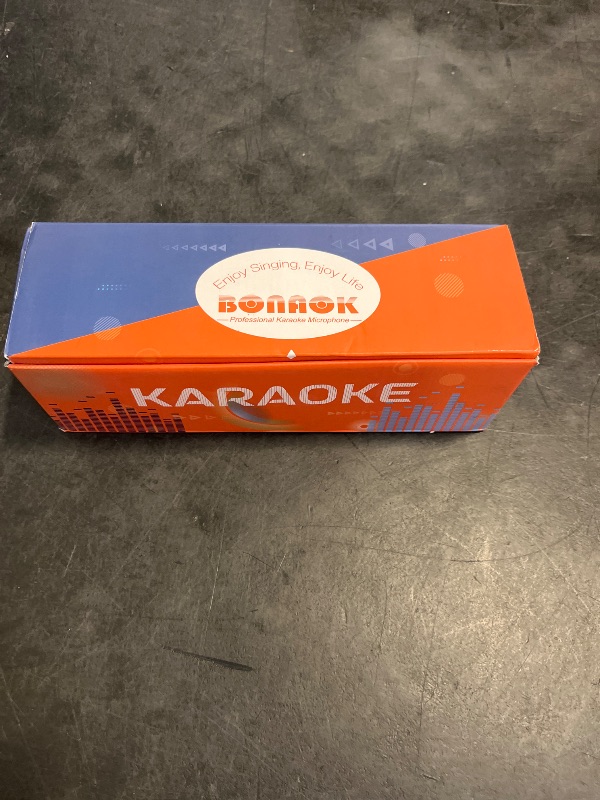 Enjoy Singing, Enjoy Life
BONAOK
Professional Karaoke Microphone
KARAOKE